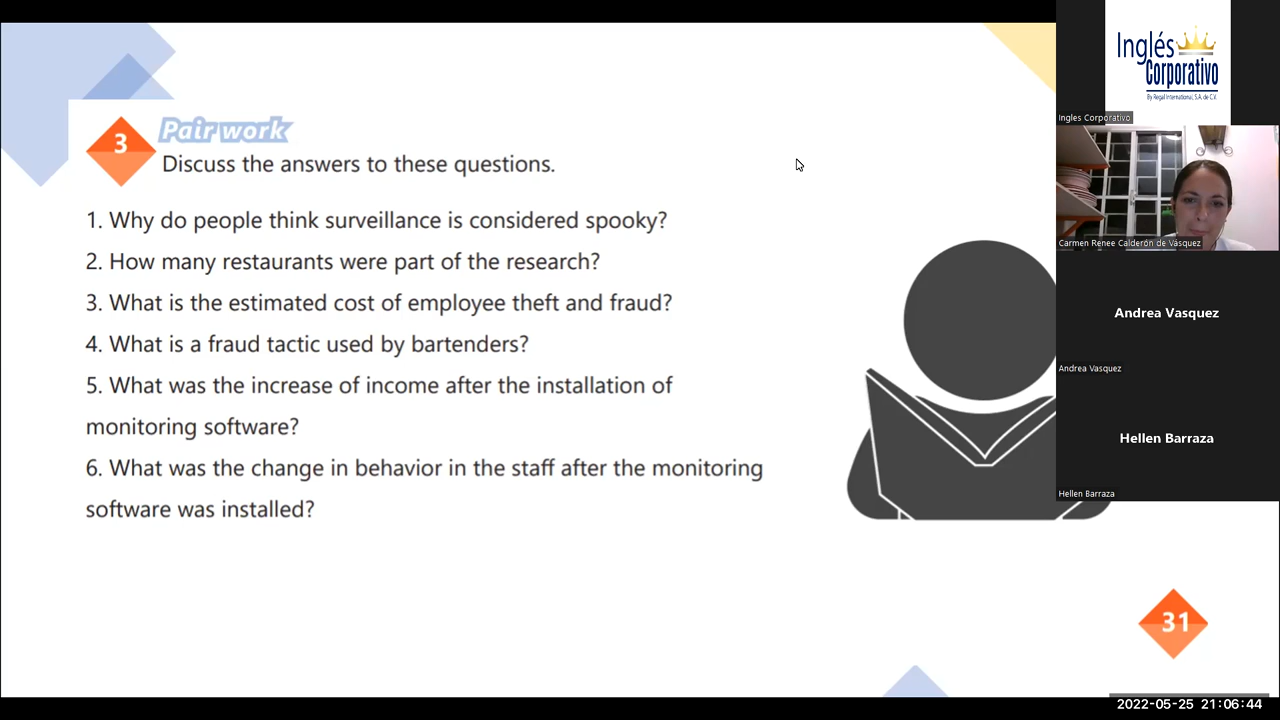 3
Pair work
Discuss the answers to these questions.
1. Why do people think surveillance is considered spooky?
2. How many restaurants were part of the research?
3. What is the estimated cost of employee theft and fraud?
4. What is a fraud tactic used by bartenders?
5. What was the increase of income after the installation of
monitoring software?
6. What was the change in behavior in the staff after the monitoring
software was installed?
31
Inglés
Corporativo
By Regal International, S.A. de C.V.
Ingles Corporativo
Carmen Renee Calderón de Vásquez
Andrea Vasquez
Andrea Vasquez
Hellen Barraza
Hellen Barraza
2022-05-25 21:06:44